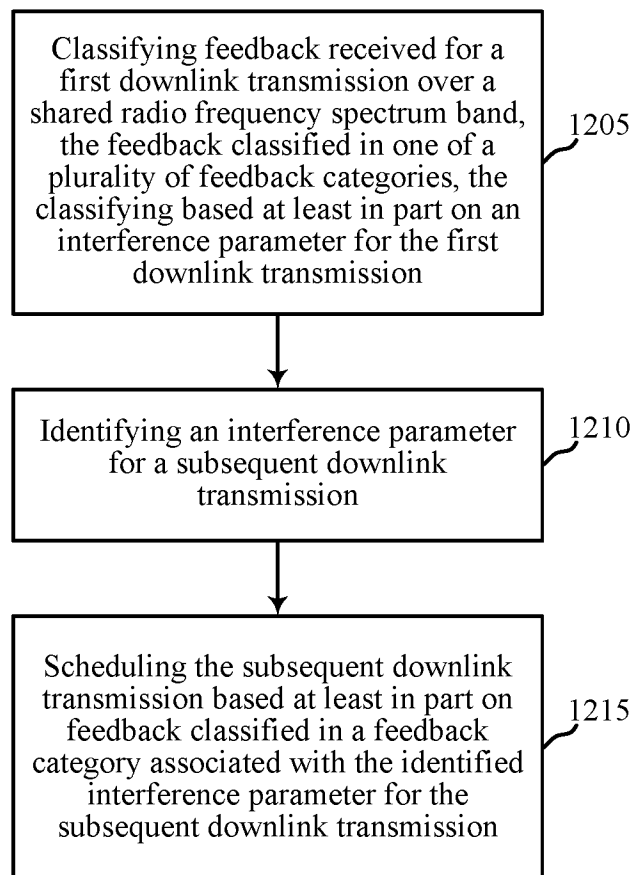 Classifying feedback received for a
first downlink transmission over a
shared radio frequency spectrum band,
the feedback classified in one of a
plurality of feedback categories, the
classifying based at least in part on an
interference parameter for the first
downlink transmission
1205
Identifying an interference parameter
for a subsequent downlink
transmission
1210
Scheduling the subsequent downlink
transmission based at least in part on
feedback classified in a feedback
category associated with the identified
interference parameter for the
subsequent downlink transmission
1215